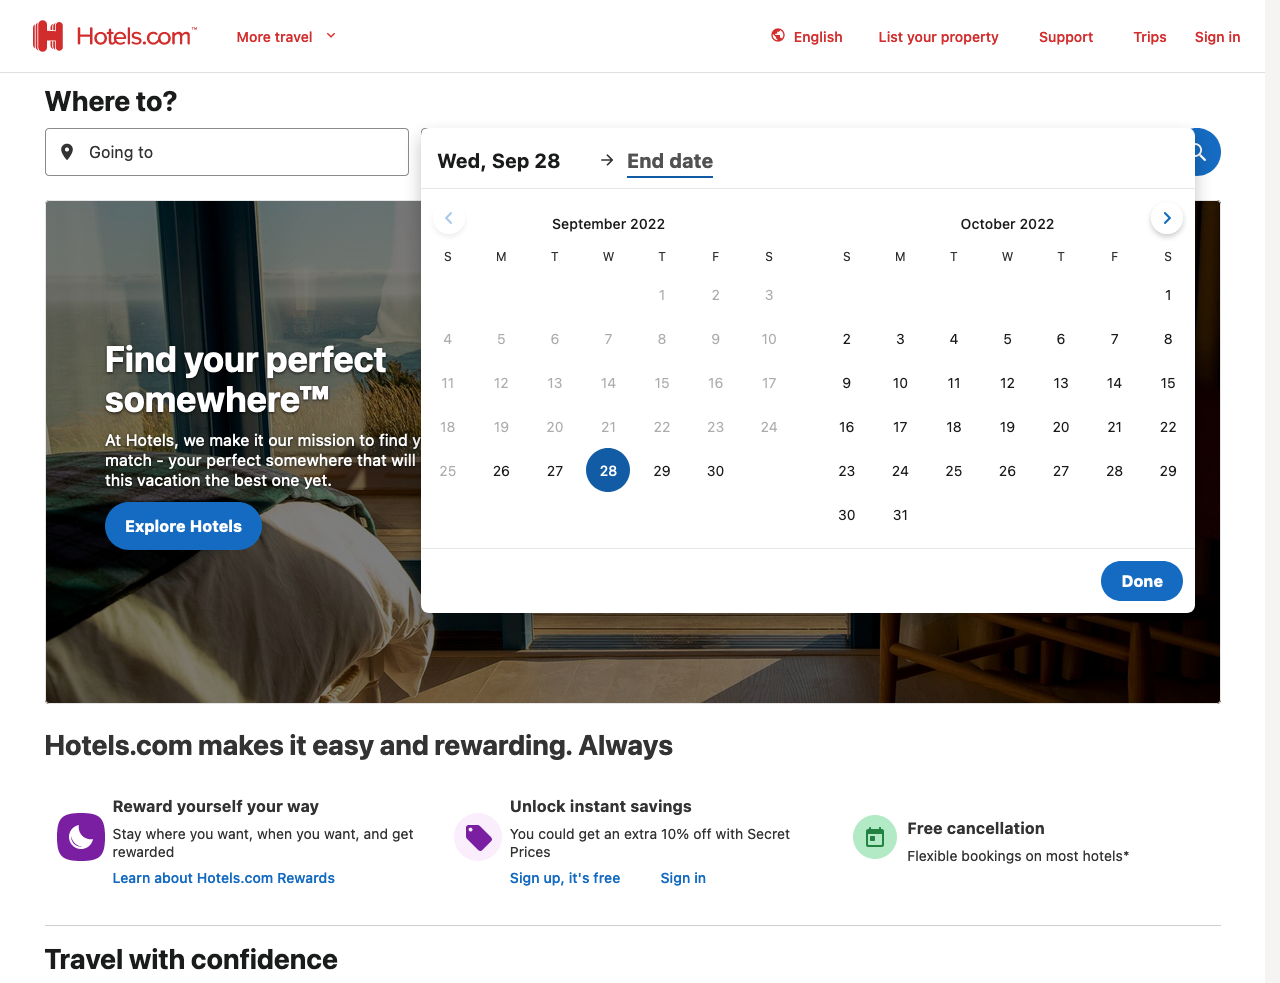 Hotels.com™
More travel
English
List your property
Support
Trips
Sign in
Where to?
Going to
Wed, Sep 28
End date
September 2022
S M T W T F S
1 2 3
4 5 6 7 8 9 10
11 12 13 14 15 16 17
18 19 20 21 22 23 24
25 26 27 28 29 30
October 2022
S M T W T F S
1
2 3 4 5 6 7 8
9 10 11 12 13 14 15
16 17 18 19 20 21 22
23 24 25 26 27 28 29
30 31
Done
Find your perfect
somewhere™
At Hotels, we make it our mission to find y
match - your perfect somewhere that will
this vacation the best one yet.
Explore Hotels
Hotels.com makes it easy and rewarding. Always
Reward yourself your way
Stay where you want, when you want, and get
rewarded
Learn about Hotels.com Rewards
Unlock instant savings
You could get an extra 10% off with Secret
Prices
Sign up, it's free
Sign in
Free cancellation
Flexible bookings on most hotels*
Travel with confidence